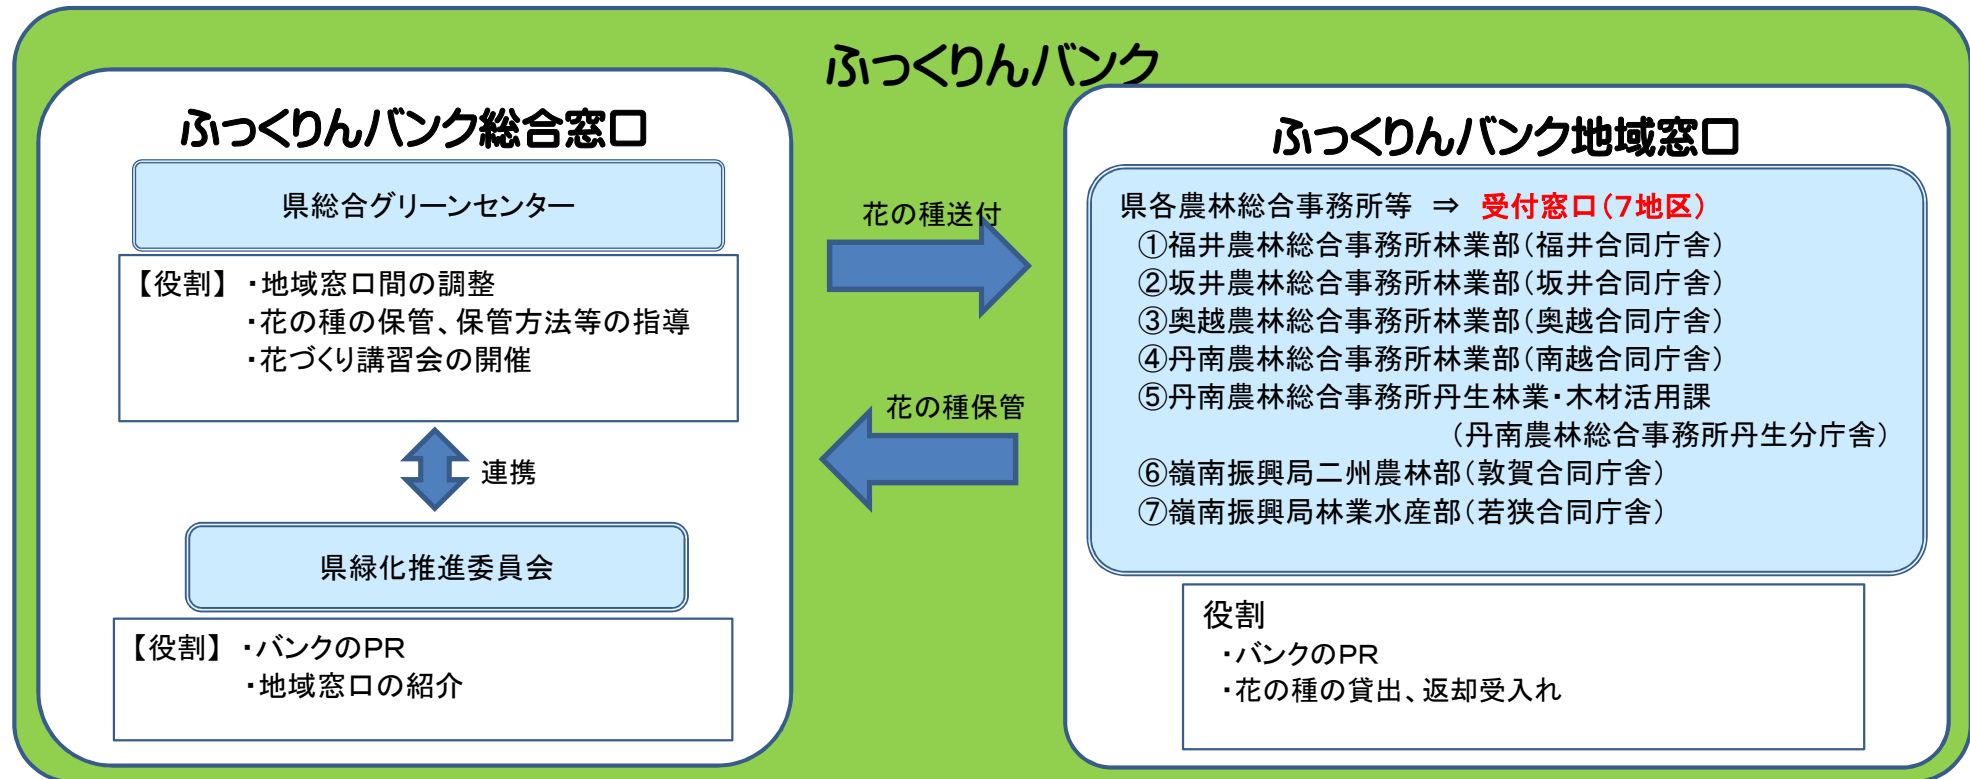 ふっくりんバンク
ふっくりんバンク総合窓口
県総合グリーンセンター
【役割】・地域窓口間の調整
・花の種の保管、保管方法等の指導
・花づくり講習会の開催
連携
県緑化推進委員会
【役割】・バンクのPR
・地域窓口の紹介
花の種送付
花の種保管
ふっくりんバンク地域窓口
県各農林総合事務所等 ⇒ 受付窓口(7地区)
①福井農林総合事務所林業部(福井合同庁舎)
②坂井農林総合事務所林業部(坂井合同庁舎)
③奥越農林総合事務所林業部(奥越合同庁舎)
④丹南農林総合事務所林業部(南越合同庁舎)
⑤丹南農林総合事務所丹生林業・木材活用課
(丹南農林総合事務所丹生分庁舎)
⑥嶺南振興局二州農林部(敦賀合同庁舎)
⑦嶺南振興局林業水産部(若狭合同庁舎)
役割
・バンクのPR
・花の種の貸出、返却受入れ